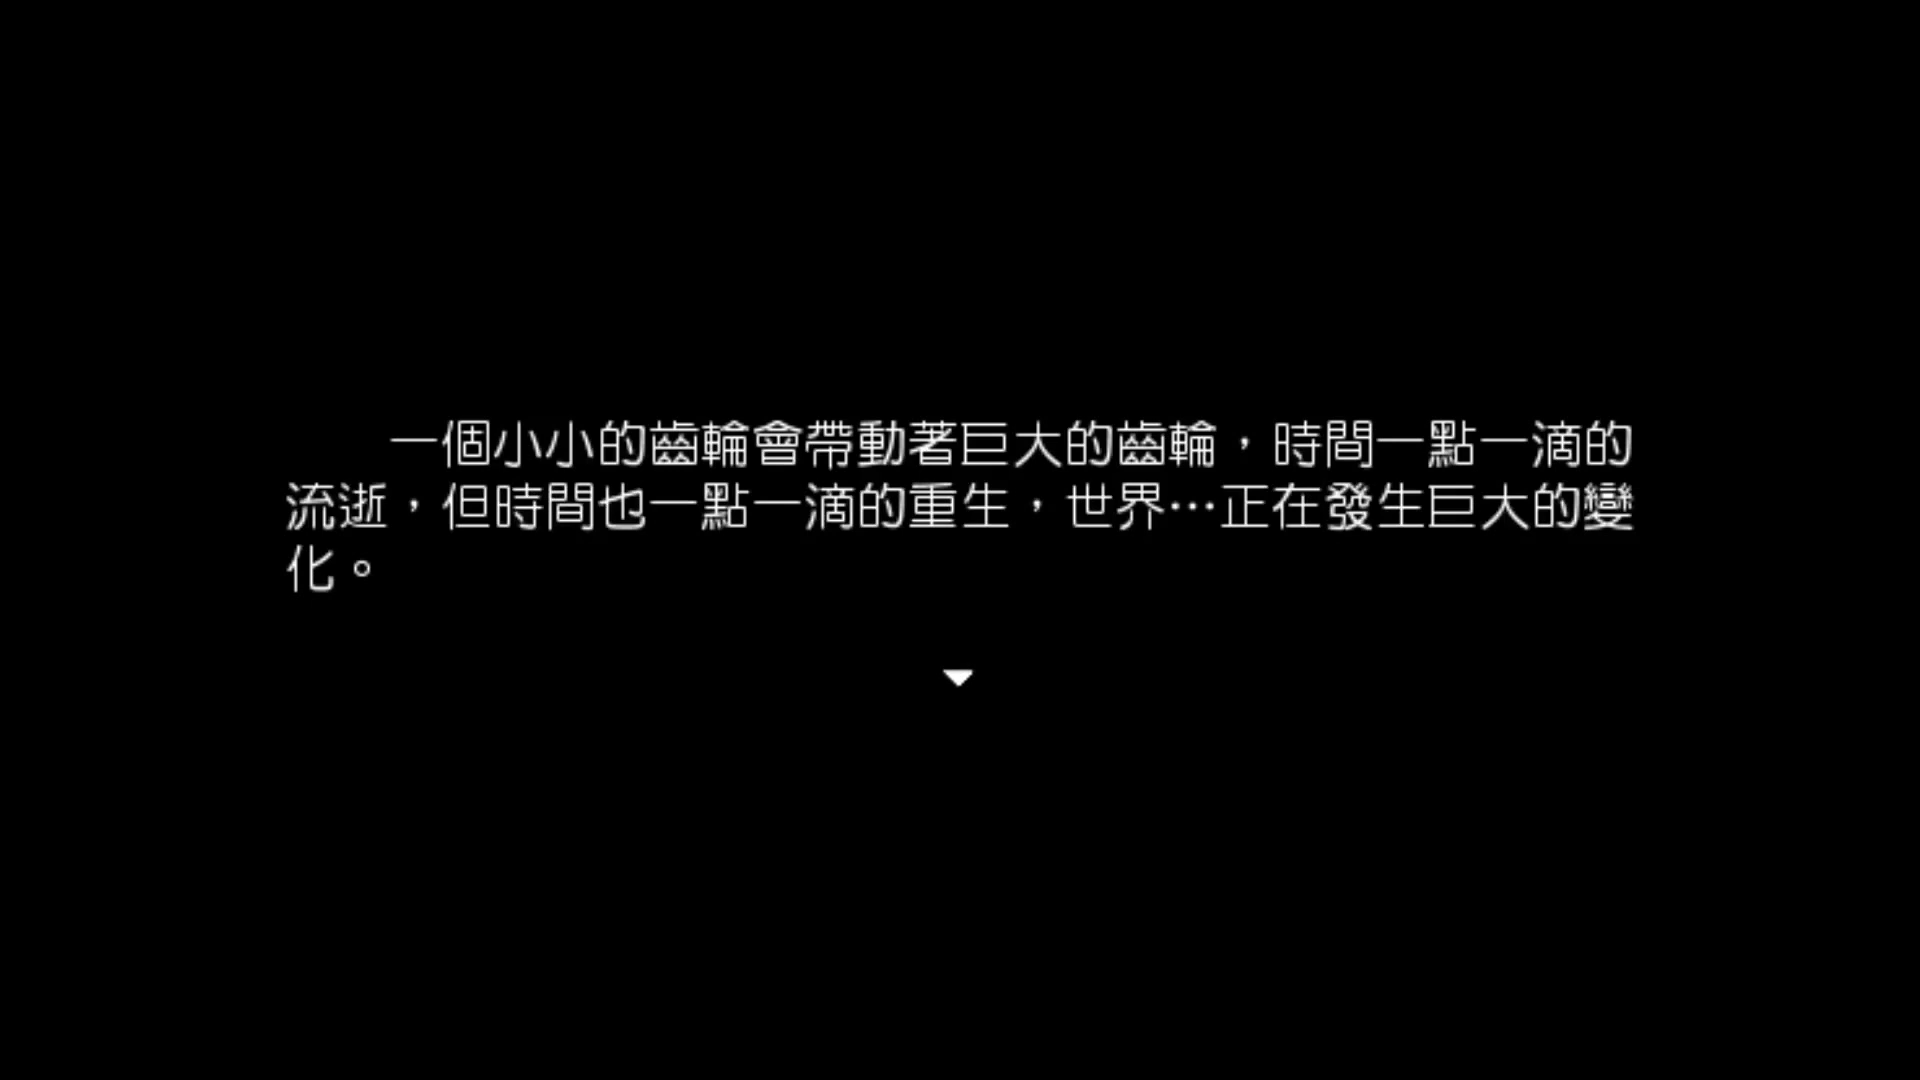 一個小小的齒輪會帶動著巨大的齒輪，時間一點一滴的
流逝，但時間也一點一滴的重生，世界…正在發生巨大的變
化。